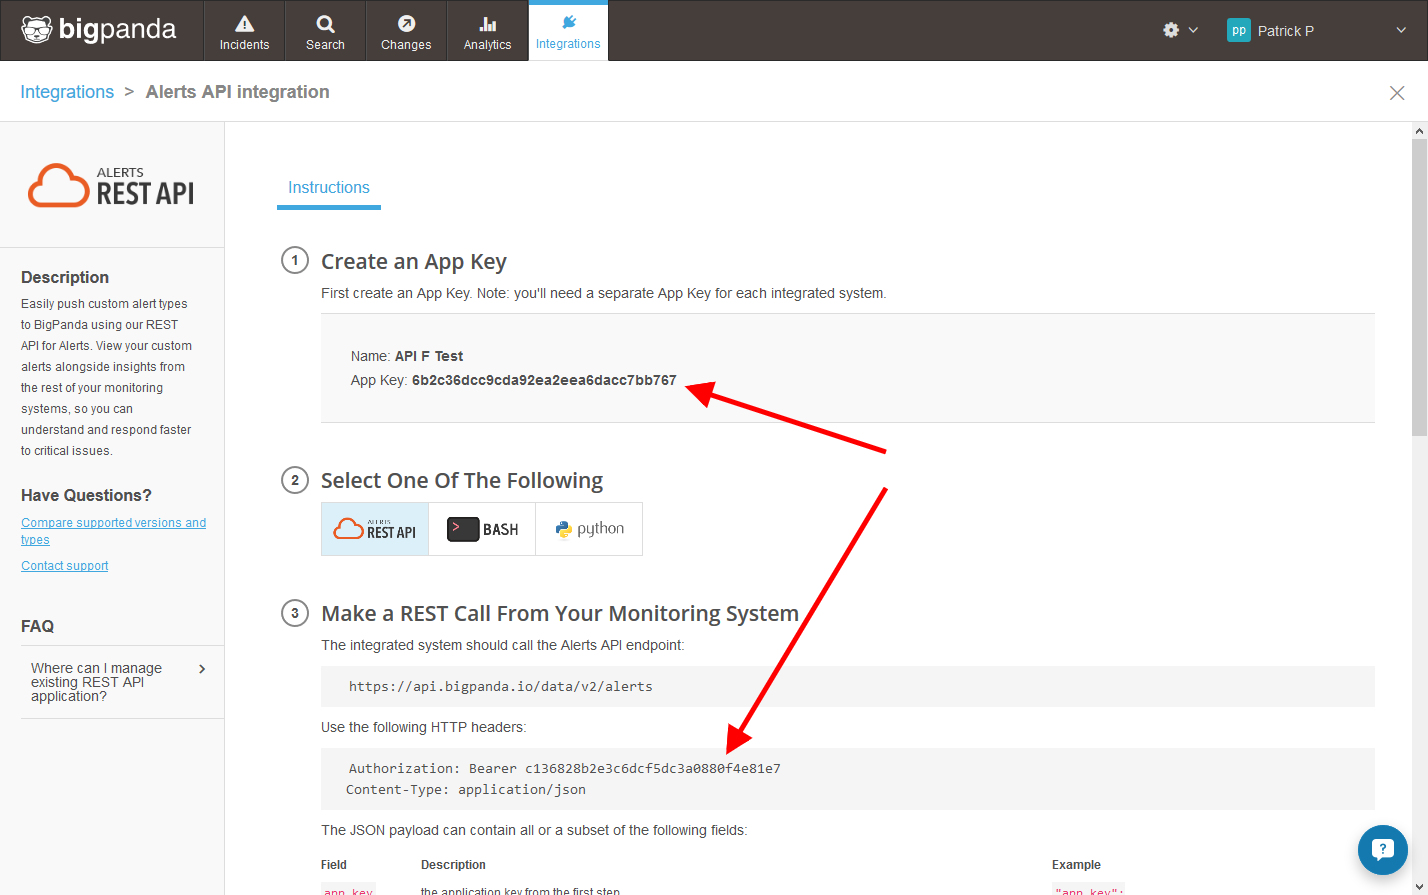 bigpanda
Incidents
Search
Changes
Analytics
Integrations
pp
Patrick P
Integrations > Alerts API integration
ALERTS
REST API
Description
Easily push custom alert types
to BigPanda using our REST
API for Alerts. View your custom
alerts alongside insights from
the rest of your monitoring
systems, so you can
understand and respond faster
to critical issues.
Have Questions?
Compare supported versions and
types
Contact support
FAQ
Where can I manage
existing REST API
application?
Instructions
1 Create an App Key
First create an App Key. Note: you'll need a separate App Key for each integrated system.
Name: API F Test
App Key: 6b2c36dcc9cda92ea2eea6dacc7bb767
2 Select One Of The Following
ALERTS
REST API
BASH
python
3 Make a REST Call From Your Monitoring System
The integrated system should call the Alerts API endpoint:
https://api.bigpanda.io/data/v2/alerts
Use the following HTTP headers:
Authorization: Bearer c136828b2e3c6dcf5dc3a0880f4e81e7
Content-Type: application/json
The JSON payload can contain all or a subset of the following fields:
Field Description Example
app_key the application key from the first step "app_key":